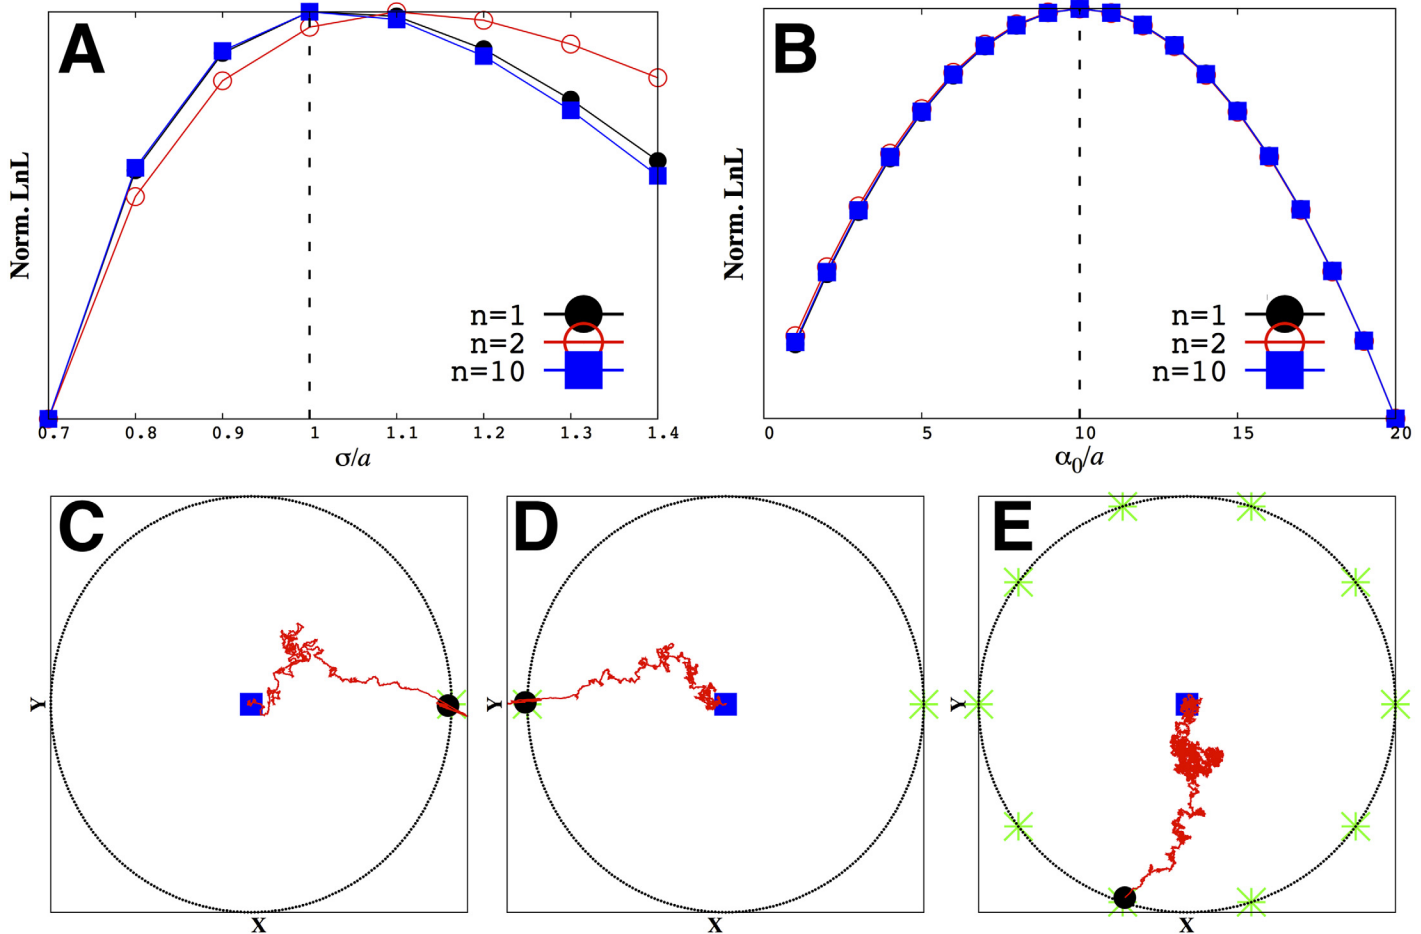 A
Norm. LnL
n=1
n=2
n=10
0.7 0.8 0.9 1 1.1 1.2 1.3 1.4
σ/a
B
Norm. LnL
n=1
n=2
n=10
0 5 10 15 20
α₀/a
C
Y
X
D
Y
X
E
Y
X